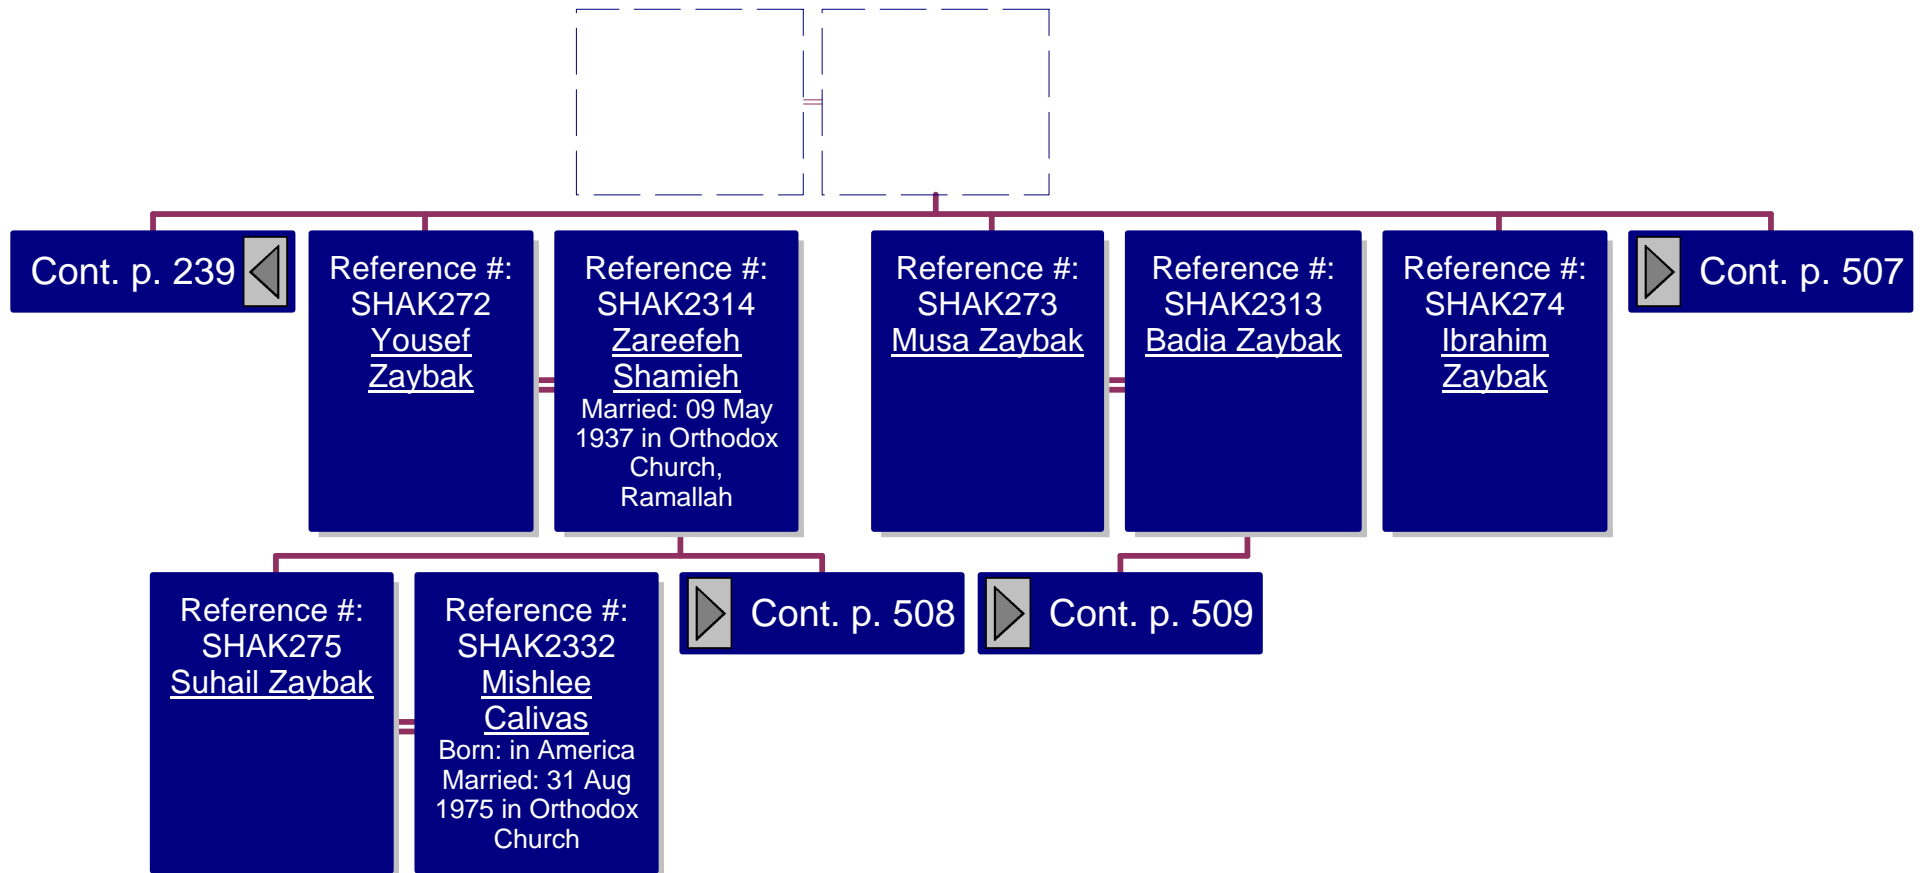 Cont. p. 239
Reference #:
SHAK272
Yousef
Zaybak
Reference #:
SHAK2314
Zareefeh
Shamieh
Married: 09 May
1937 in Orthodox
Church,
Ramallah
Reference #:
SHAK273
Musa Zaybak
Reference #:
SHAK2313
Badia Zaybak
Reference #:
SHAK274
Ibrahim
Zaybak
Cont. p. 507
Reference #:
SHAK275
Suhail Zaybak
Reference #:
SHAK2332
Mishlee
Calivas
Born: in America
Married: 31 Aug
1975 in Orthodox
Church
Cont. p. 508
Cont. p. 509